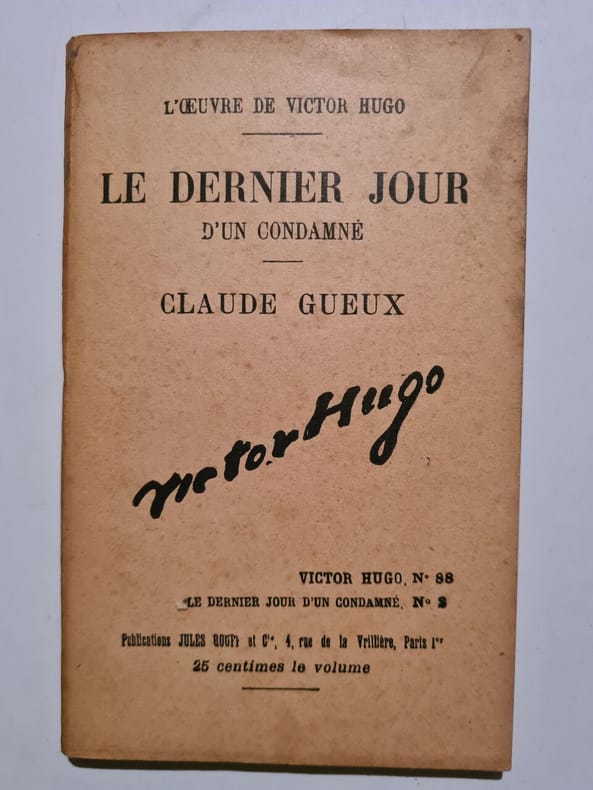 L'ŒUVRE DE VICTOR HUGO
LE DERNIER JOUR
D'UN CONDAMNÉ
CLAUDE GUEUX
Victor Hugo
VICTOR HUGO, N° 88
LE DERNIER JOUR D'UN CONDAMNÉ, N° 2
Publications JULES ROUFF et Cie, 4, rue de la Vrillière, Paris 1er
25 centimes le volume